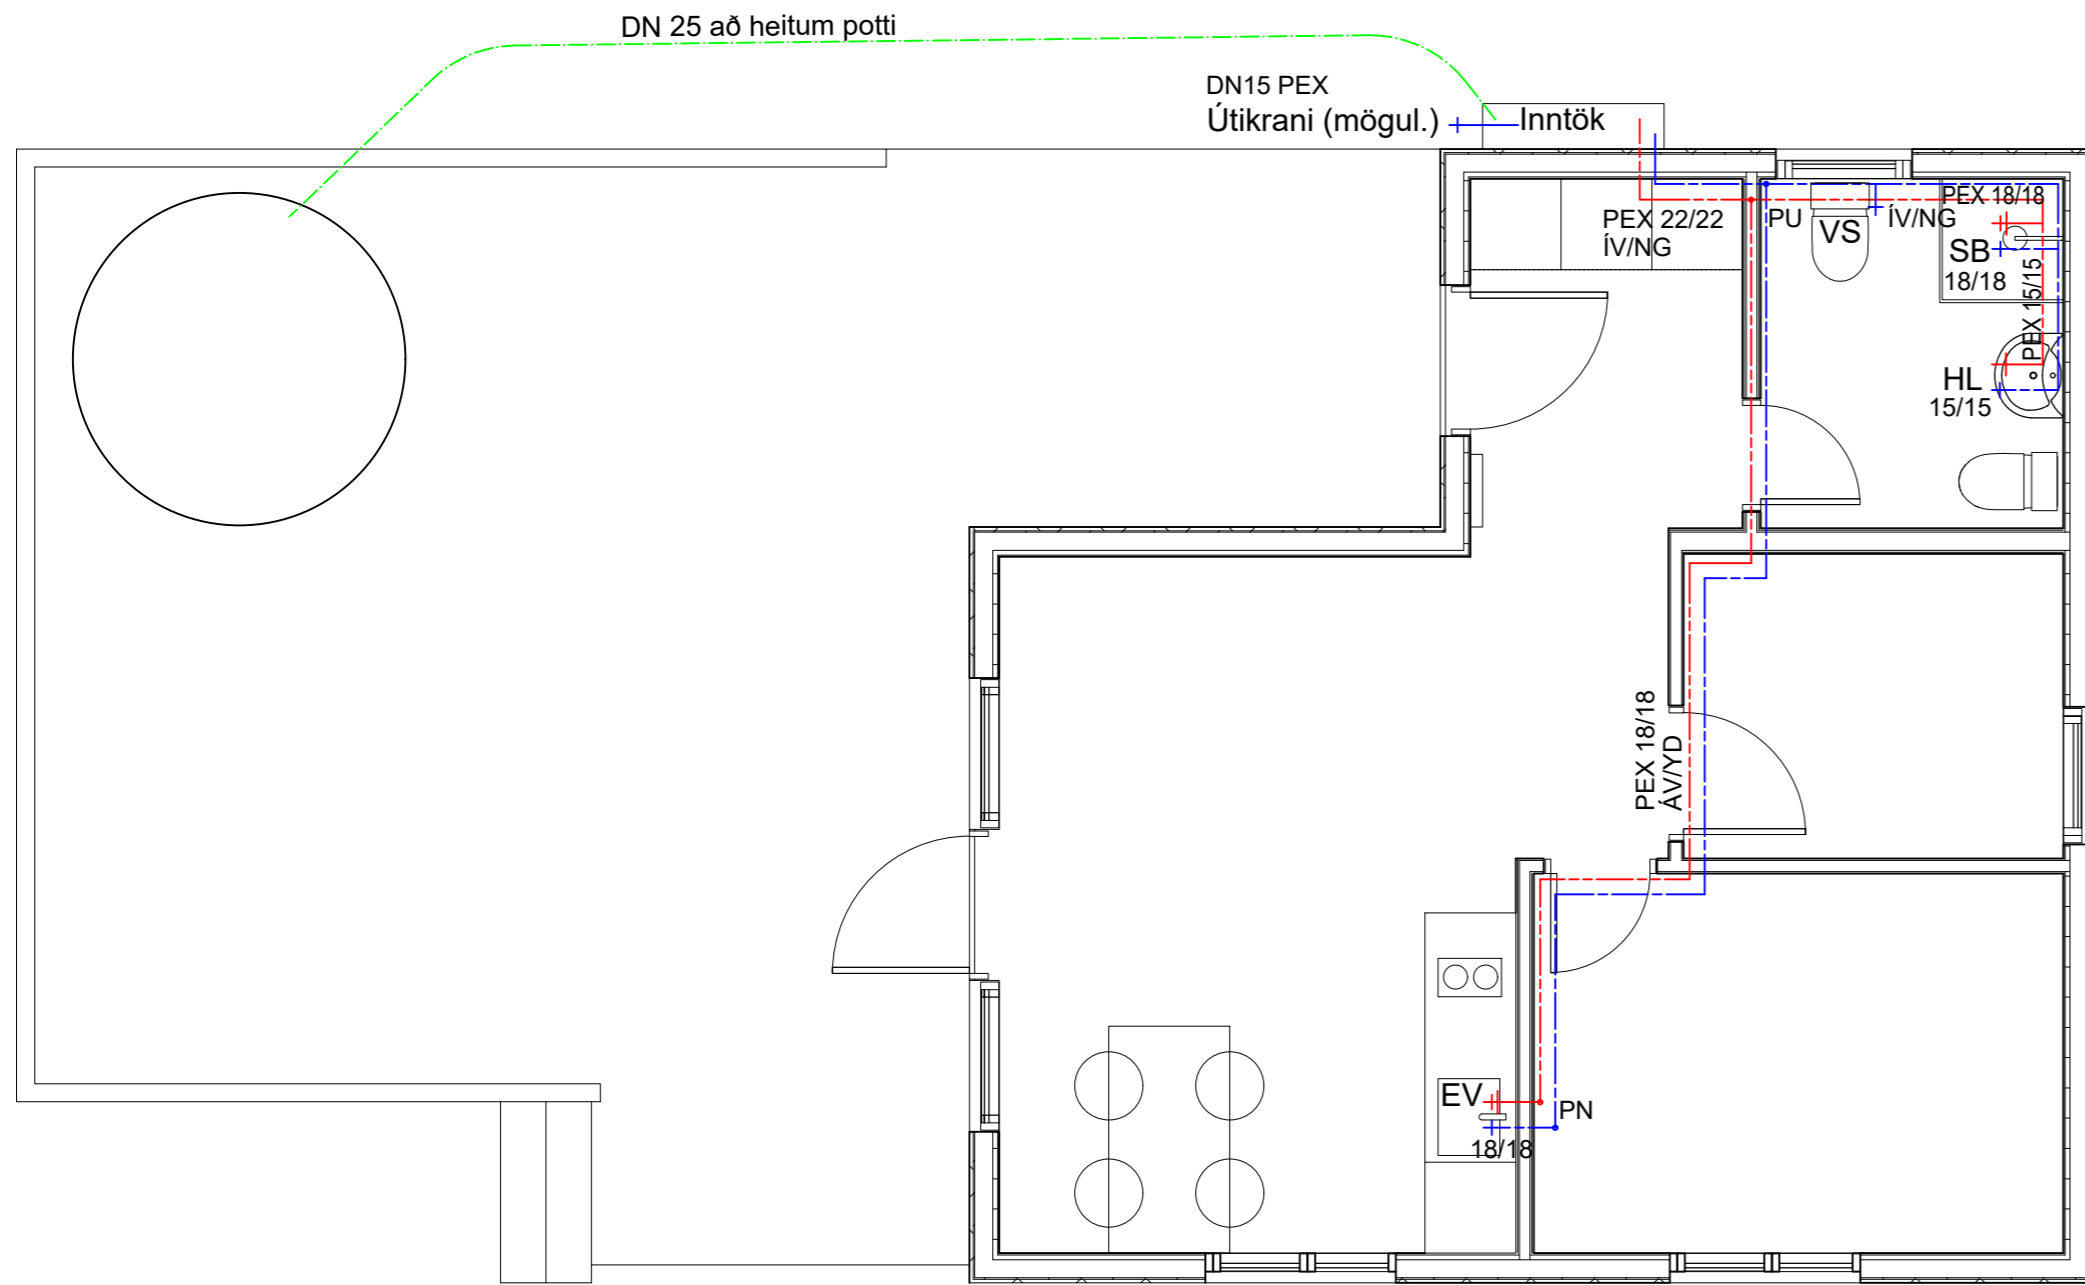 DN 25 að heitum potti
DN15 PEX
Útikrani (mögul.)
Inntök
PEX 22/22
ÍV/NG
PU
VS
ÍV/NG
PEX 18/18
SB
18/18
PEX 15/15
HL
15/15
PEX 18/18
ÁV/YD
EV
18/18
PN